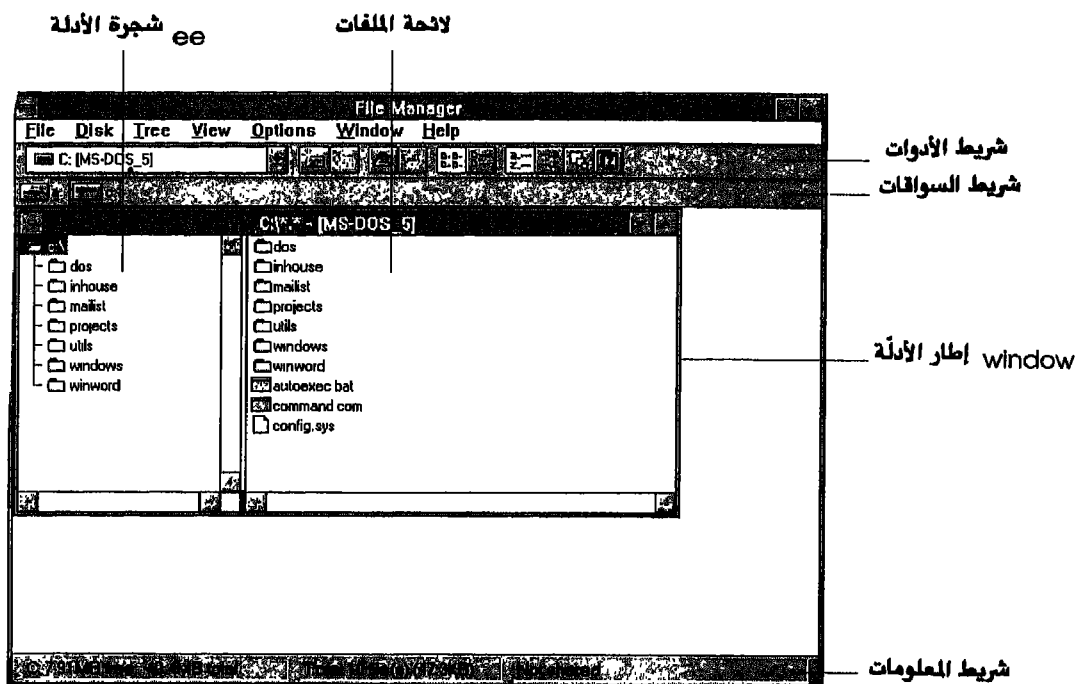 شجرة الأدلة ee
لائحة الملفات
File Manager
File Disk Tree View Options Window Help
C: [MS-DOS_5]
شريط الأدوات
شريط السواقات
C:\*.* - [MS-DOS_5]
c:\
dos
inhouse
mailist
projects
utils
windows
winword
dos
inhouse
mailist
projects
utils
windows
winword
autoexec bat
command com
config.sys
إطار الأدلّة window
شريط المعلومات